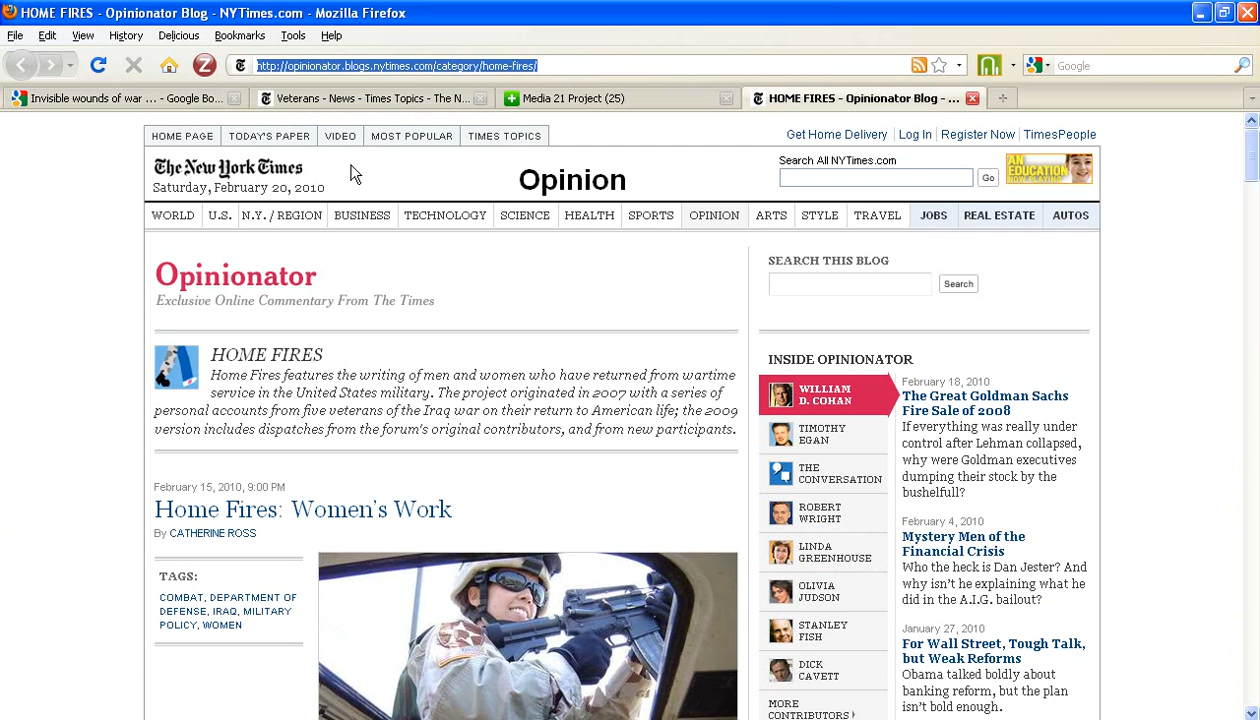 HOME FIRES - Opinionator Blog - NYTimes.com - Mozilla Firefox
File Edit View History Delicious Bookmarks Tools Help
http://opinionator.blogs.nytimes.com/category/home-fires/
Google
Invisible wounds of war ... - Google Bo...
Veterans - News - Times Topics - The N...
Media 21 Project (25)
HOME FIRES - Opinionator Blog - ...
HOME PAGE TODAY'S PAPER VIDEO MOST POPULAR TIMES TOPICS
Get Home Delivery Log In Register Now TimesPeople
The New York Times
Saturday, February 20, 2010
Opinion
Search All NYTimes.com
Go
AN EDUCATION NOW PLAYING
WORLD U.S. N.Y. / REGION BUSINESS TECHNOLOGY SCIENCE HEALTH SPORTS OPINION ARTS STYLE TRAVEL JOBS REAL ESTATE AUTOS
Opinionator
Exclusive Online Commentary From The Times
HOME FIRES
Home Fires features the writing of men and women who have returned from wartime
service in the United States military. The project originated in 2007 with a series of
personal accounts from five veterans of the Iraq war on their return to American life; the 2009
version includes dispatches from the forum's original contributors, and from new participants.
February 15, 2010, 9:00 PM
Home Fires: Women's Work
By CATHERINE ROSS
TAGS:
COMBAT, DEPARTMENT OF
DEFENSE, IRAQ, MILITARY
POLICY, WOMEN
SEARCH THIS BLOG
Search
INSIDE OPINIONATOR
WILLIAM
D. COHAN
TIMOTHY
EGAN
THE
CONVERSATION
ROBERT
WRIGHT
LINDA
GREENHOUSE
OLIVIA
JUDSON
STANLEY
FISH
DICK
CAVETT
MORE
CONTRIBUTORS
February 18, 2010
The Great Goldman Sachs
Fire Sale of 2008
If everything was really under
control after Lehman collapsed,
why were Goldman executives
dumping their stock by the
bushelfull?
February 4, 2010
Mystery Men of the
Financial Crisis
Who the heck is Dan Jester? And
why isn't he explaining what he
did in the A.I.G. bailout?
January 27, 2010
For Wall Street, Tough Talk,
but Weak Reforms
Obama talked boldly about
banking reform, but the plan
isn't bold enough.